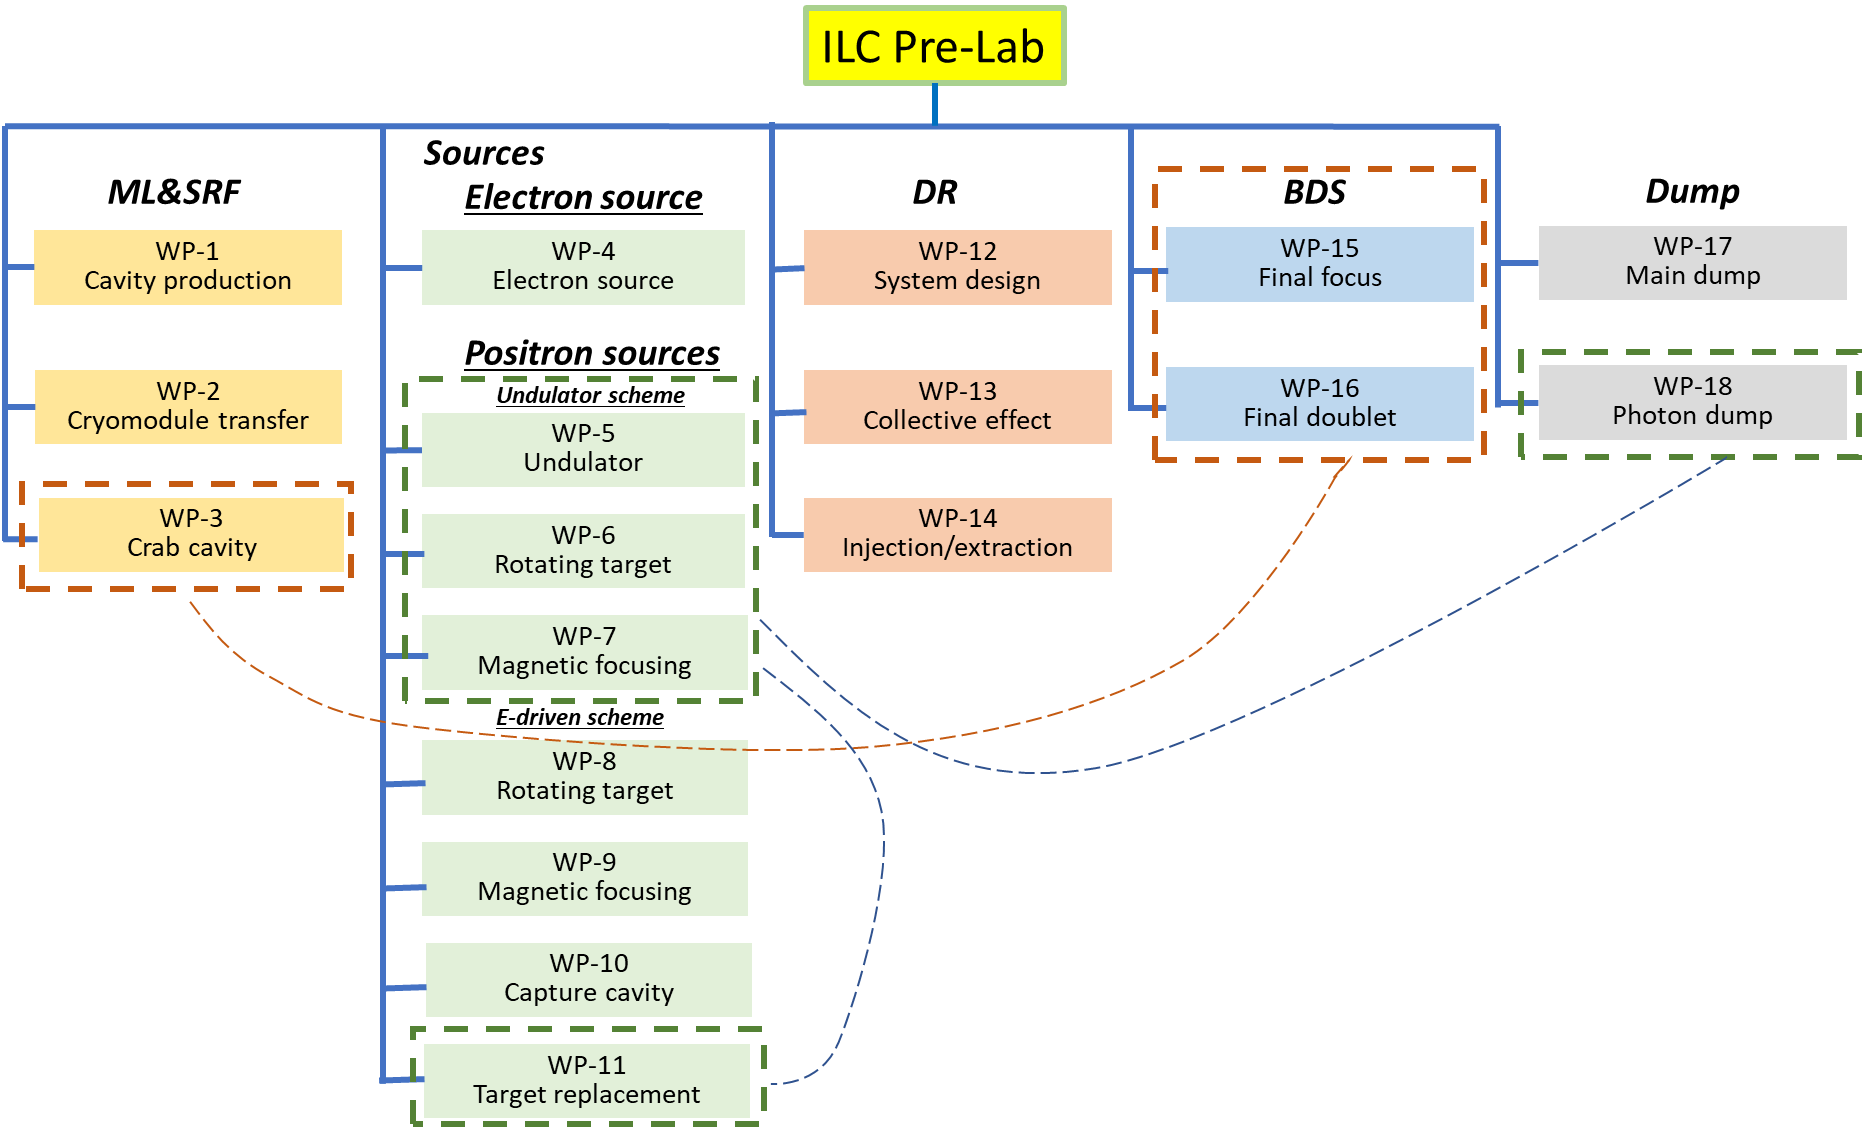 ILC Pre-Lab
ML&SRF
WP-1
Cavity production
WP-2
Cryomodule transfer
WP-3
Crab cavity
Sources
Electron source
WP-4
Electron source
Positron sources
Undulator scheme
WP-5
Undulator
WP-6
Rotating target
WP-7
Magnetic focusing
E-driven scheme
WP-8
Rotating target
WP-9
Magnetic focusing
WP-10
Capture cavity
WP-11
Target replacement
DR
WP-12
System design
WP-13
Collective effect
WP-14
Injection/extraction
BDS
WP-15
Final focus
WP-16
Final doublet
Dump
WP-17
Main dump
WP-18
Photon dump